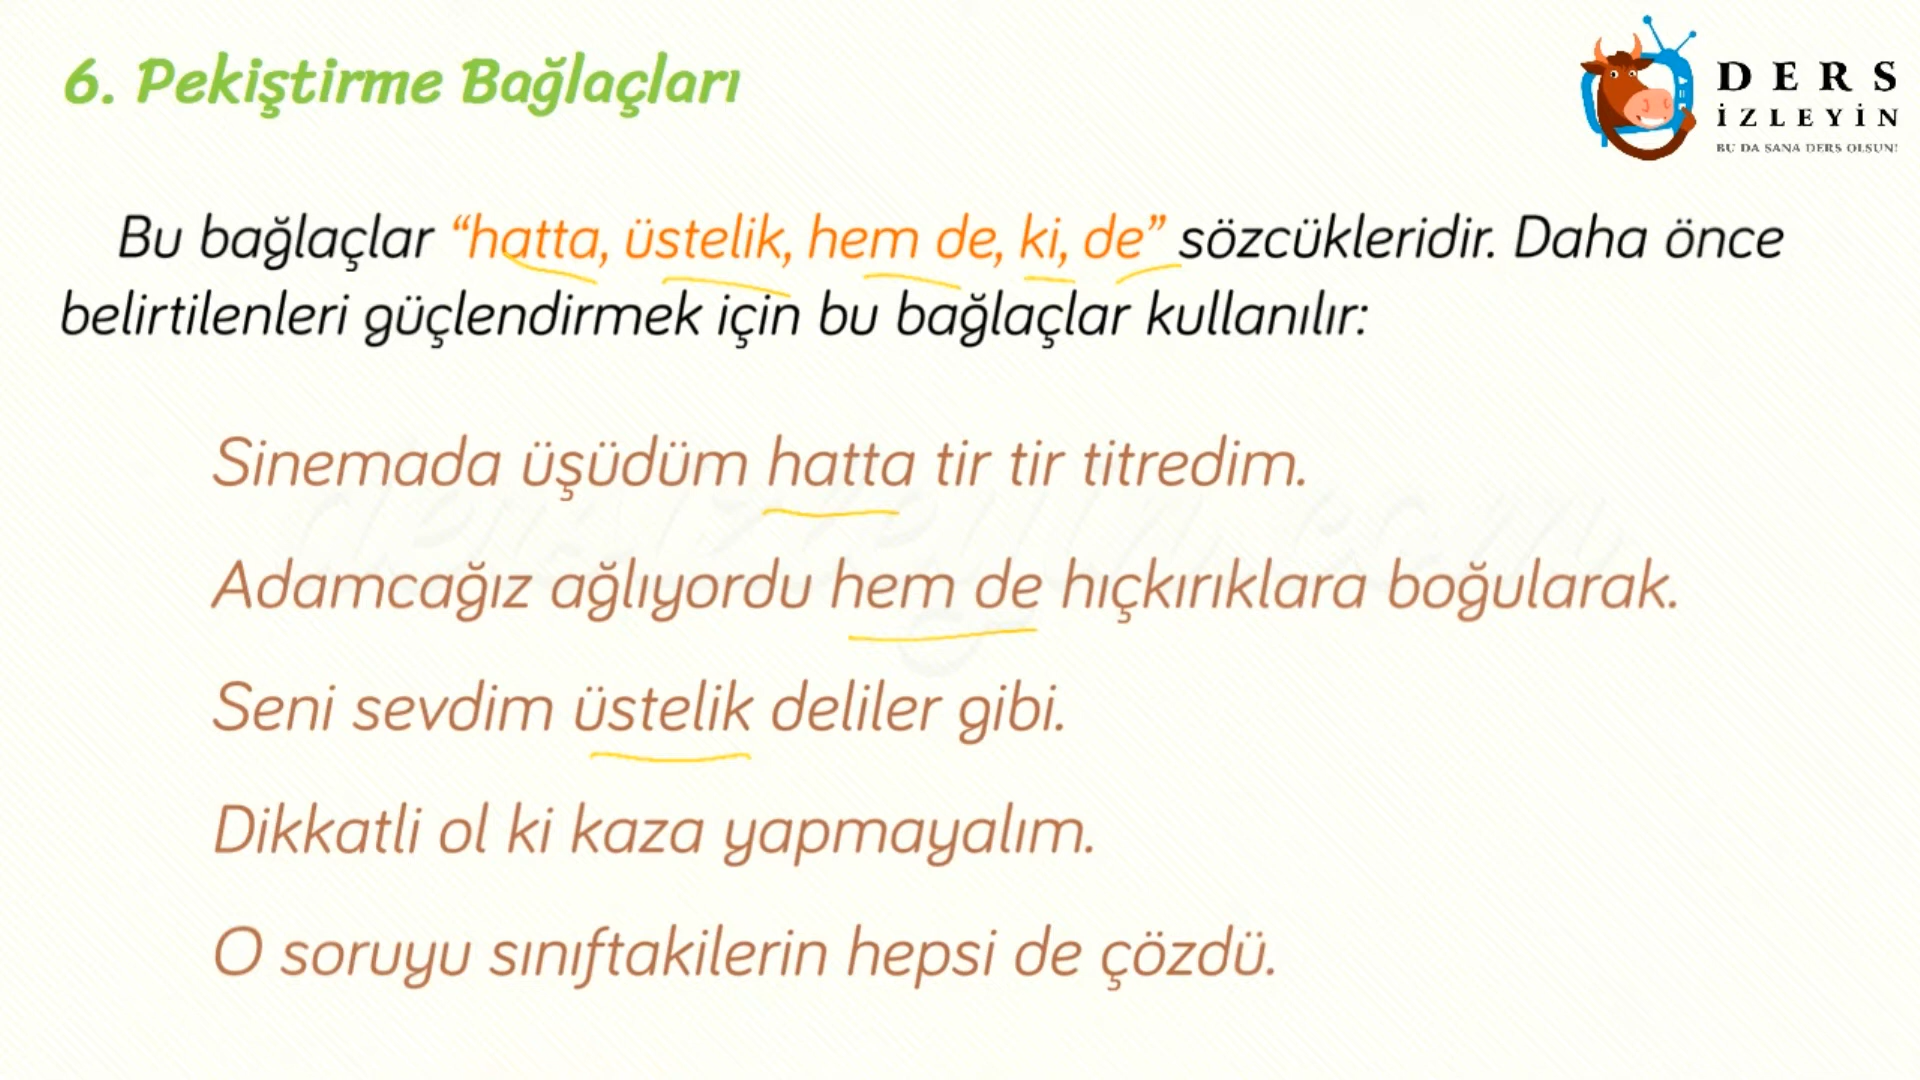 6. Pekiştirme Bağlaçları
DERS
İZLEYİN
BU DA SANA DERS OLSUN!
Bu bağlaçlar “hatta, üstelik, hem de, ki, de” sözcükleridir. Daha önce
belirtilenleri güçlendirmek için bu bağlaçlar kullanılır:
Sinemada üşüdüm hatta tir tir titredim.
Adamcağız ağlıyordu hem de hıçkırıklara boğularak.
Seni sevdim üstelik deliler gibi.
Dikkatli ol ki kaza yapmayalım.
O soruyu sınıftakilerin hepsi de çözdü.